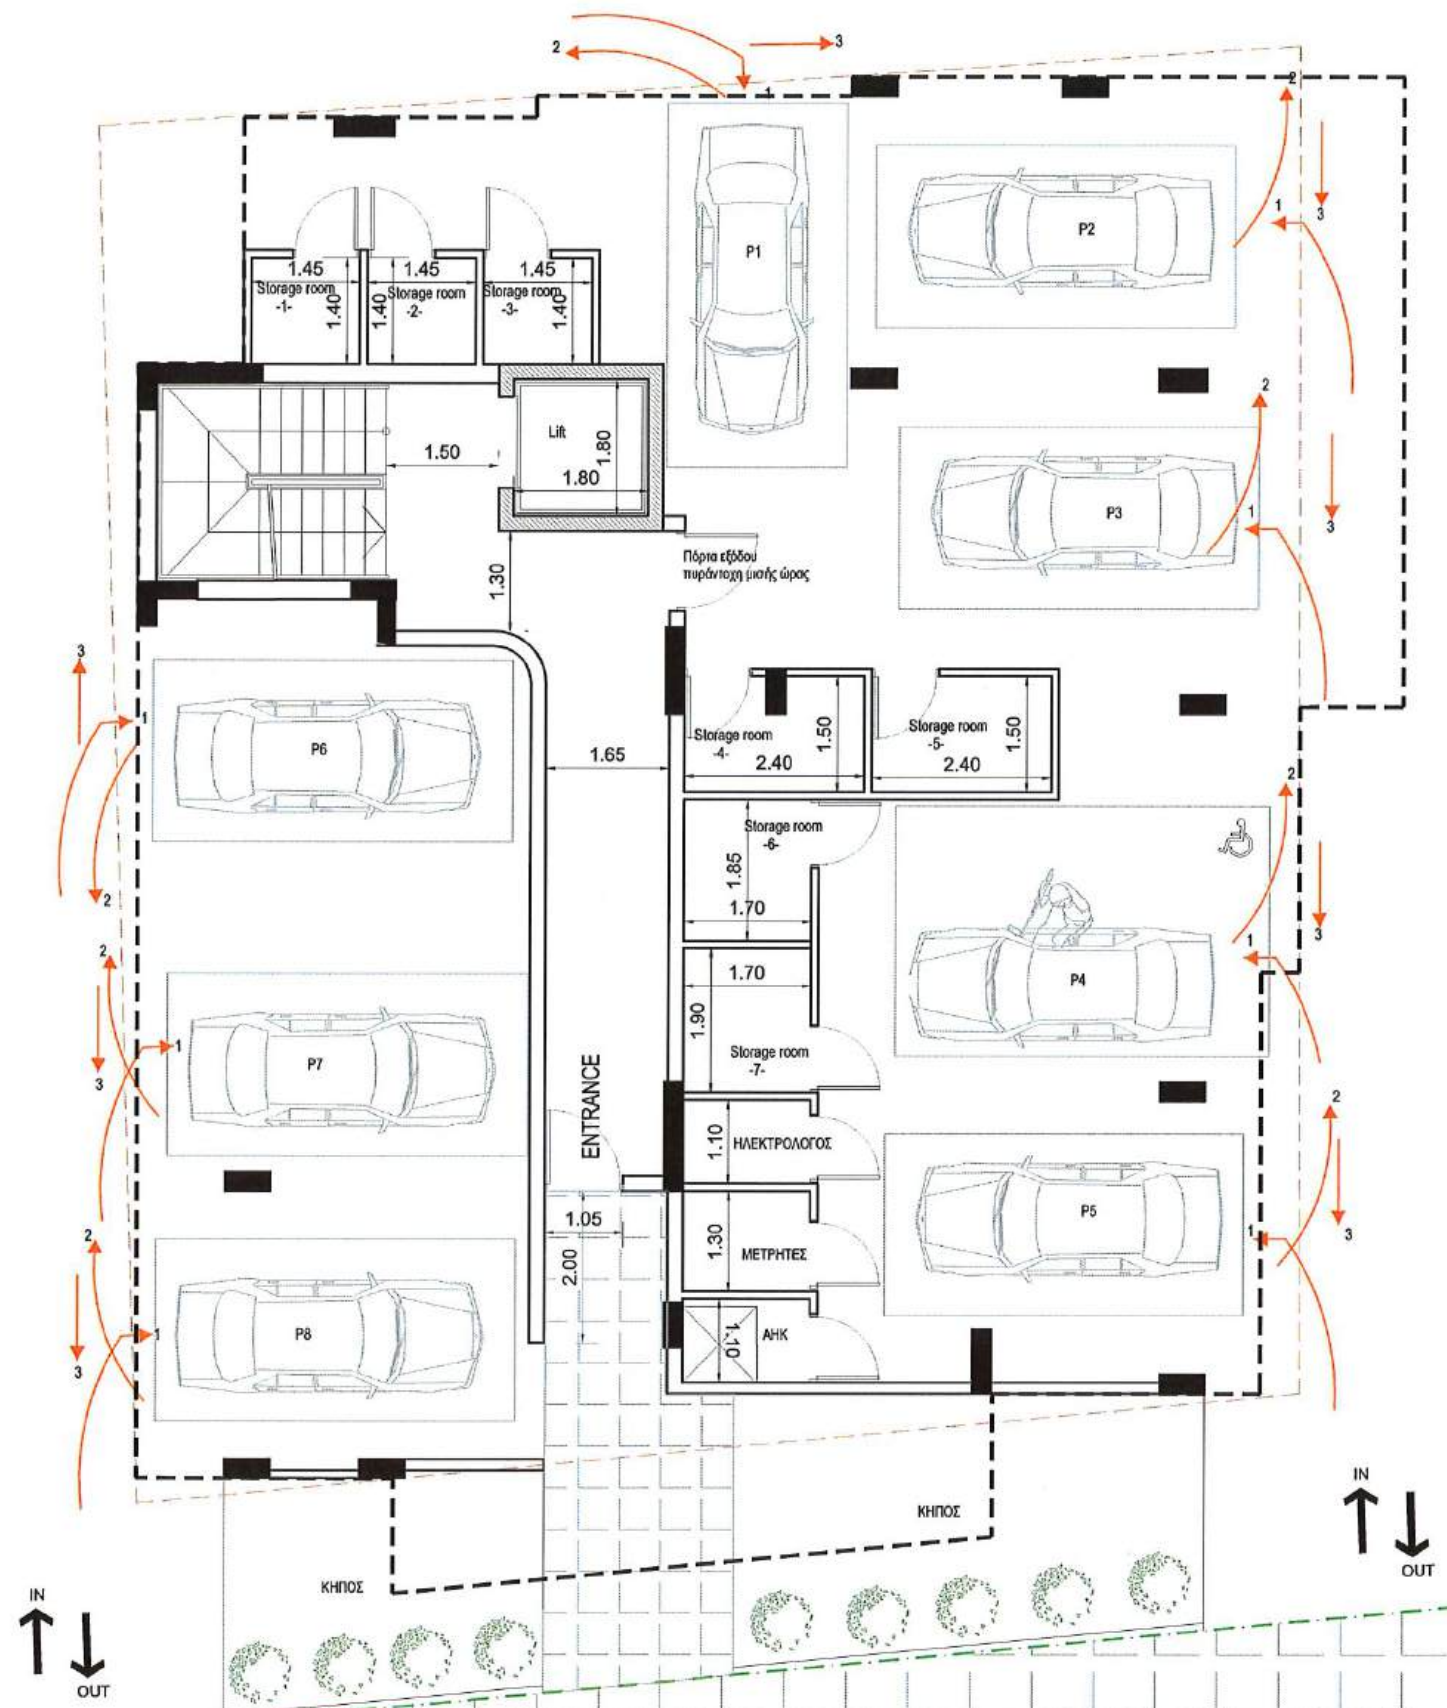 2
3
1
2
P1
P2
1
3
1.45
1.45
1.45
Storage room
-1-
Storage room
-2-
Storage room
-3-
1.40
1.40
1.40
Lift
1.80
1.80
1.50
2
P3
1
3
Πόρτα εξόδου
πυράντοχη μισής ώρας
1.30
3
1
P6
2
1.65
Storage room
-4-
1.50
2.40
Storage room
-5-
1.50
2.40
2
Storage room
-6-
1.85
1.70
1
P4
3
2
1
P7
3
1.70
1.90
Storage room
-7-
ENTRANCE
1.10
ΗΛΕΚΤΡΟΛΟΓΟΣ
2
P5
1
3
1.05
2.00
1.30
ΜΕΤΡΗΤΕΣ
2
1
P8
3
1.10
ΑΗΚ
ΚΗΠΟΣ
ΚΗΠΟΣ
IN
OUT
IN
OUT